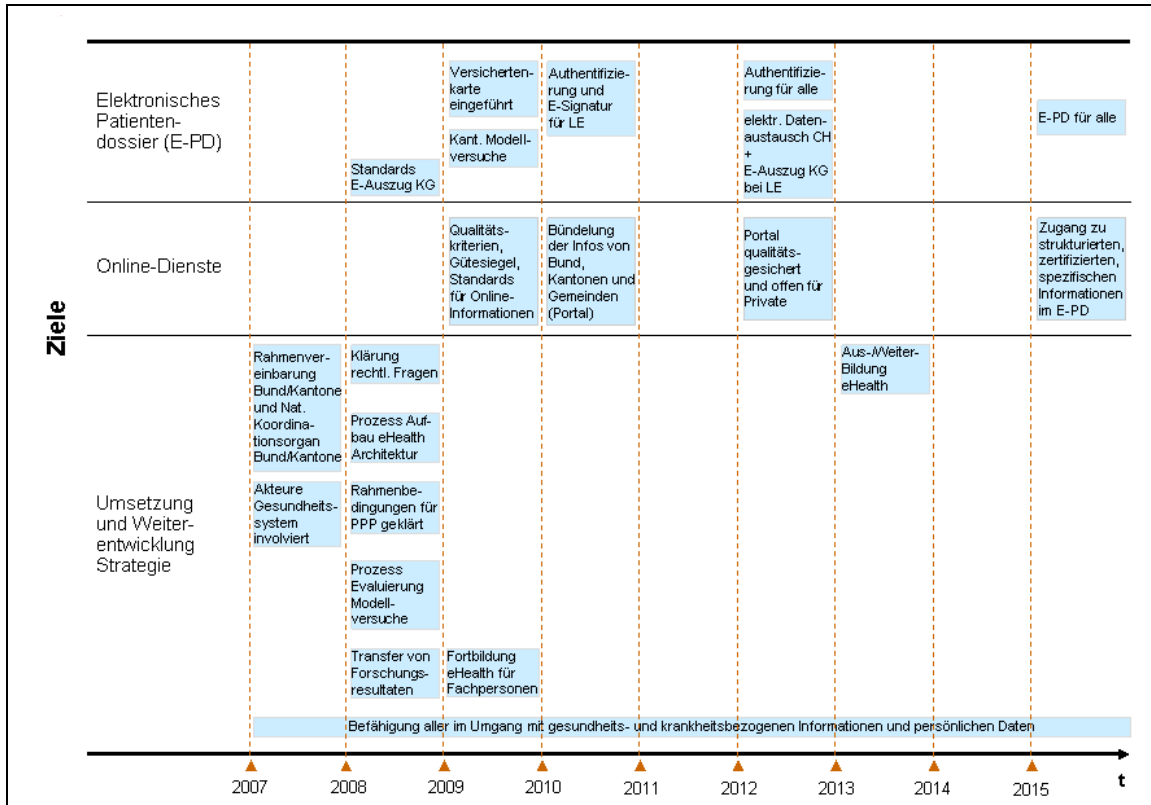 Ziele
Elektronisches
Patienten-
dossier (E-PD)
Standards
E-Auszug KG
Versicherten-
karte
eingeführt
Kant. Modell-
versuche
Authentifizie-
rung und
E-Signatur
für LE
Authentifizie-
rung für alle
elektr. Daten-
austausch CH
+
E-Auszug KG
bei LE
E-PD für alle
Online-Dienste
Qualitäts-
kriterien,
Gütesiegel,
Standards
für Online-
Informationen
Bündelung
der Infos von
Bund,
Kantonen und
Gemeinden
(Portal)
Portal
qualitäts-
gesichert
und offen für
Private
Zugang zu
strukturierten,
zertifizierten,
spezifischen
Informationen
im E-PD
Umsetzung
und Weiter-
entwicklung
Strategie
Rahmenver-
einbarung
Bund/Kantone
und Nat.
Koordina-
tionsorgan
Bund/Kantone
Akteure
Gesundheits-
system
involviert
Klärung
rechtl. Fragen
Prozess Auf-
bau eHealth
Architektur
Rahmenbe-
dingungen für
PPP geklärt
Prozess
Evaluierung
Modell-
versuche
Transfer von
Forschungs-
resultaten
Fortbildung
eHealth für
Fachpersonen
Aus-/Weiter-
Bildung
eHealth
Befähigung aller im Umgang mit gesundheits- und krankheitsbezogenen Informationen und persönlichen Daten
2007 2008 2009 2010 2011 2012 2013 2014 2015 t